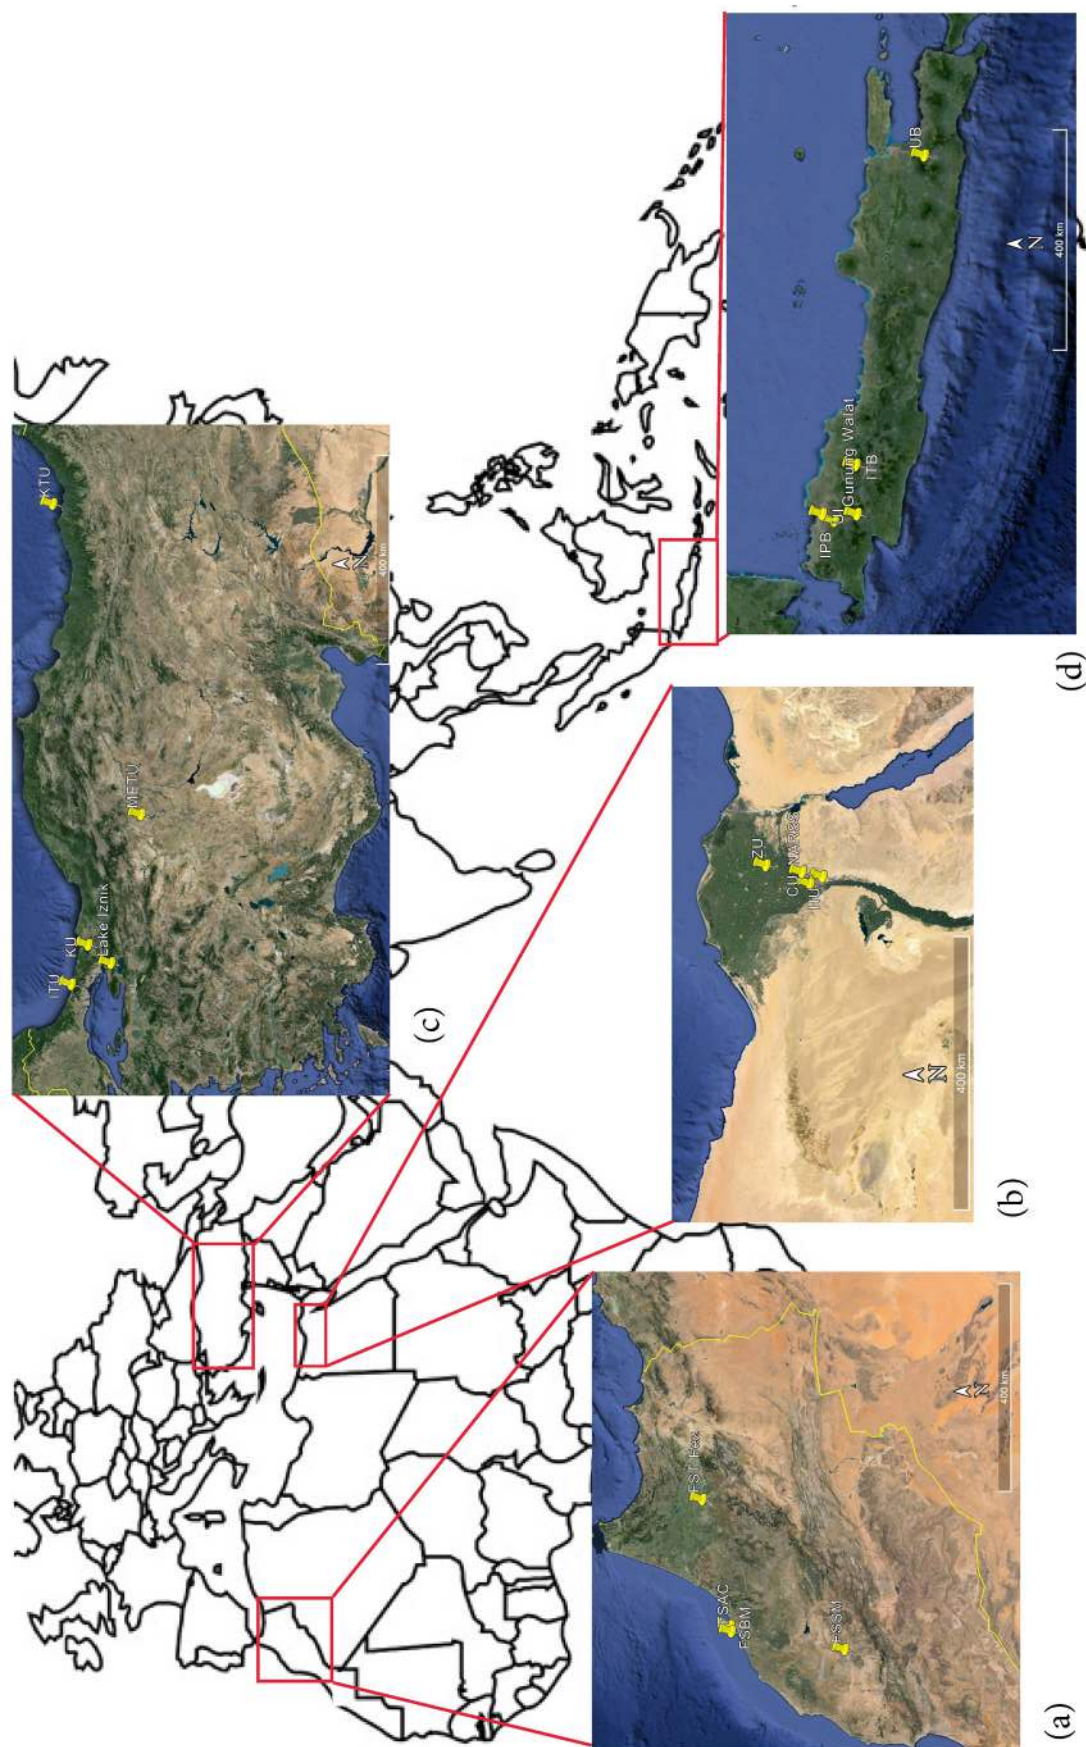 (a)
FST Fez
FSAC
FSBM
FSSM
N
400 km
(b)
ZU
CU
NARSS
HU
N
400 km
(c)
ITU
KU
Lake Iznik
METU
KTU
N
400 km
(d)
IPB
UI
Gunung Walat
ITB
UB
N
400 km